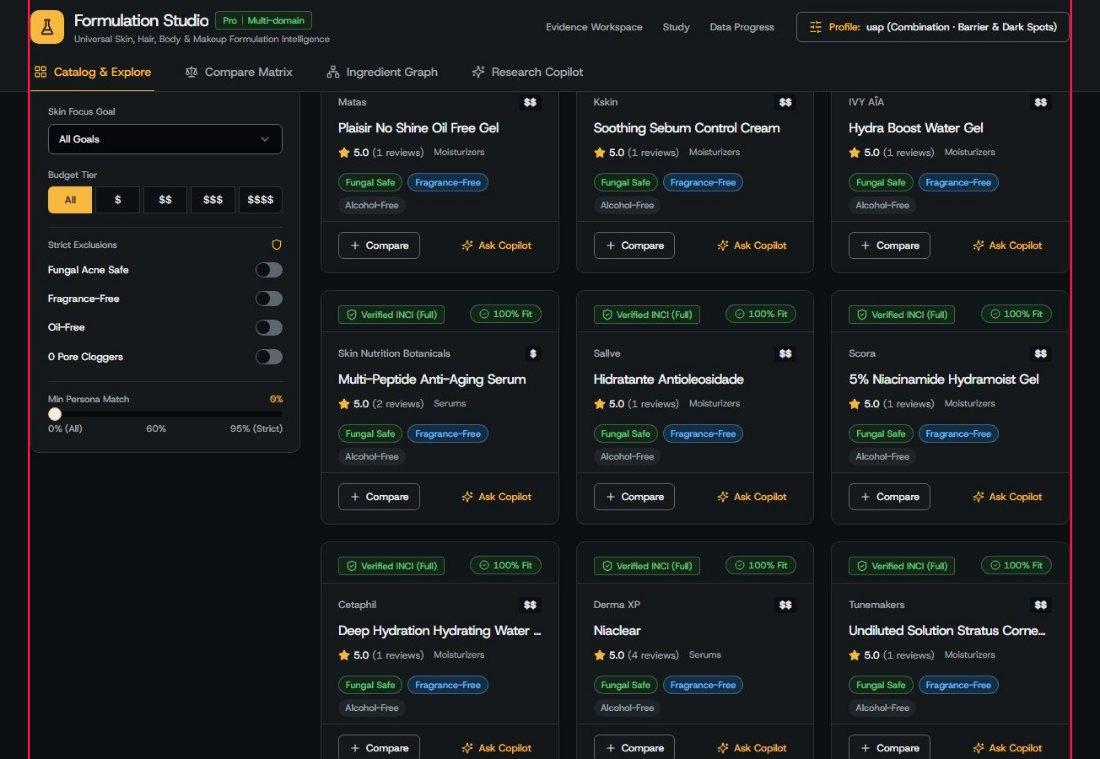 Formulation Studio Pro | Multi-domain
Universal Skin, Hair, Body & Makeup Formulation Intelligence
Evidence Workspace Study Data Progress
Profile: uap (Combination · Barrier & Dark Spots)
Catalog & Explore Compare Matrix Ingredient Graph Research Copilot
Skin Focus Goal
All Goals
Budget Tier
All $ $$ $$$ $$$$
Strict Exclusions
Fungal Acne Safe
Fragrance-Free
Oil-Free
0 Pore Cloggers
Min Persona Match 0%
0% (All) 60% 95% (Strict)
Matas $$
Plaisir No Shine Oil Free Gel
5.0 (1 reviews) Moisturizers
Fungal Safe Fragrance-Free
Alcohol-Free
+ Compare Ask Copilot
Kskin $$
Soothing Sebum Control Cream
5.0 (1 reviews) Moisturizers
Fungal Safe Fragrance-Free
Alcohol-Free
+ Compare Ask Copilot
IVY $$
Hydra Boost Water Gel
5.0 (1 reviews) Moisturizers
Fungal Safe Fragrance-Free
Alcohol-Free
+ Compare Ask Copilot
Verified INCI (Full) 100% Fit
Skin Nutrition Botanicals $
Multi-Peptide Anti-Aging Serum
5.0 (2 reviews) Serums
Fungal Safe Fragrance-Free
Alcohol-Free
+ Compare Ask Copilot
Verified INCI (Full) 100% Fit
Sallve $$
Hidratante Antioleosidade
5.0 (1 reviews) Moisturizers
Fungal Safe Fragrance-Free
Alcohol-Free
+ Compare Ask Copilot
Verified INCI (Full) 100% Fit
Scora $$
5% Niacinamide Hydramoist Gel
5.0 (1 reviews) Moisturizers
Fungal Safe Fragrance-Free
Alcohol-Free
+ Compare Ask Copilot
Verified INCI (Full) 100% Fit
Cetaphil $$
Deep Hydration Hydrating Water ...
5.0 (1 reviews) Moisturizers
Fungal Safe Fragrance-Free
Alcohol-Free
+ Compare Ask Copilot
Verified INCI (Full) 100% Fit
Derma XP $$
Niaclear
5.0 (4 reviews) Serums
Fungal Safe Fragrance-Free
Alcohol-Free
+ Compare Ask Copilot
Verified INCI (Full) 100% Fit
Tunemakers $$
Undiluted Solution Stratus Corne...
5.0 (1 reviews) Moisturizers
Fungal Safe Fragrance-Free
Alcohol-Free
+ Compare Ask Copilot